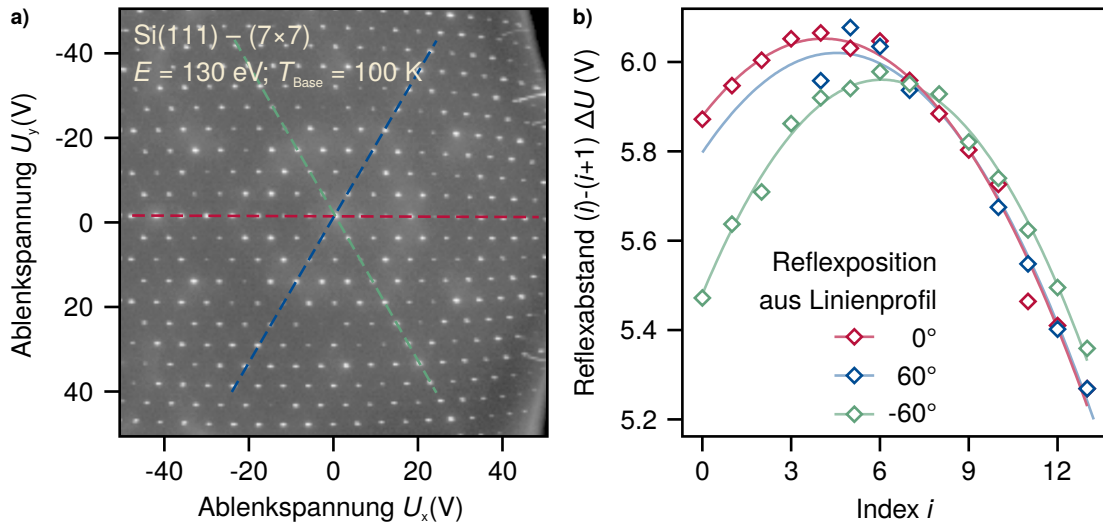 a)
Si(111) – (7×7)
E = 130 eV; T_Base = 100 K
Ablenkspannung U_y(V)
-40
-20
0
20
40
-40 -20 0 20 40
Ablenkspannung U_x(V)
b)
Reflexabstand (i)-(i+1) ΔU (V)
6.0
5.8
5.6
5.4
5.2
Reflexposition
aus Linienprofil
0°
60°
-60°
0 3 6 9 12
Index i